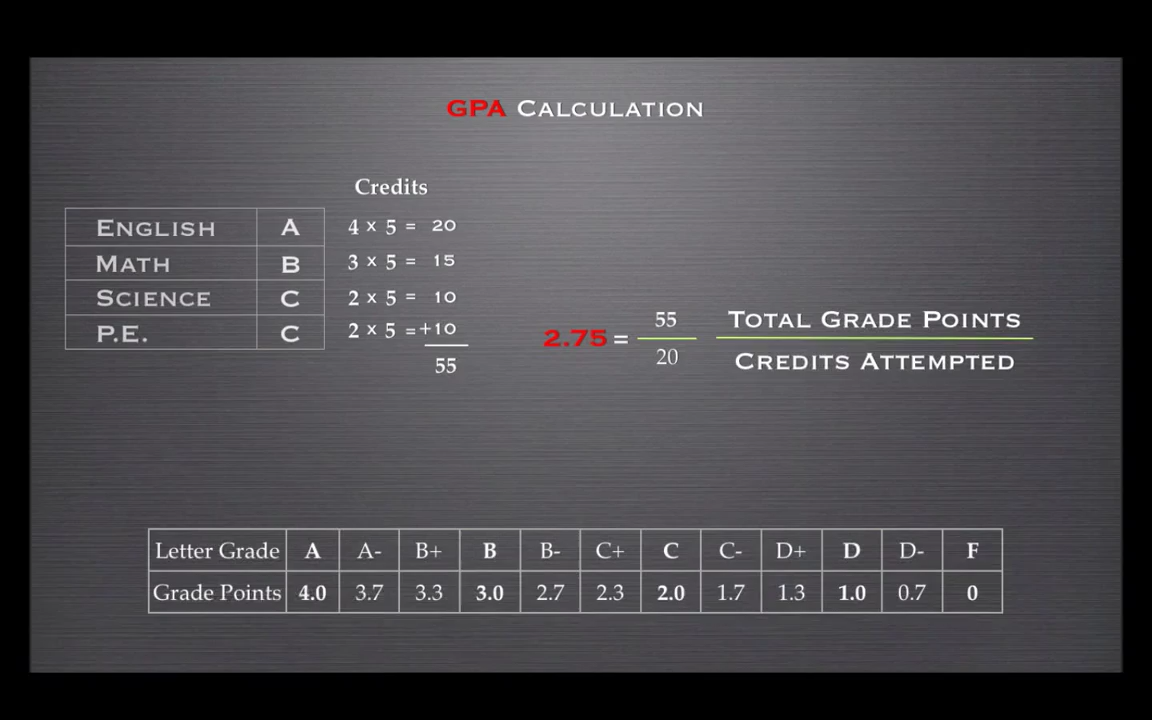 GPA CALCULATION
Credits
ENGLISH A 4 × 5 = 20
MATH B 3 × 5 = 15
SCIENCE C 2 × 5 = 10
P.E. C 2 × 5 =+10
55
2.75 = 55 / 20
TOTAL GRADE POINTS
CREDITS ATTEMPTED
Letter Grade A A- B+ B B- C+ C C- D+ D D- F
Grade Points 4.0 3.7 3.3 3.0 2.7 2.3 2.0 1.7 1.3 1.0 0.7 0